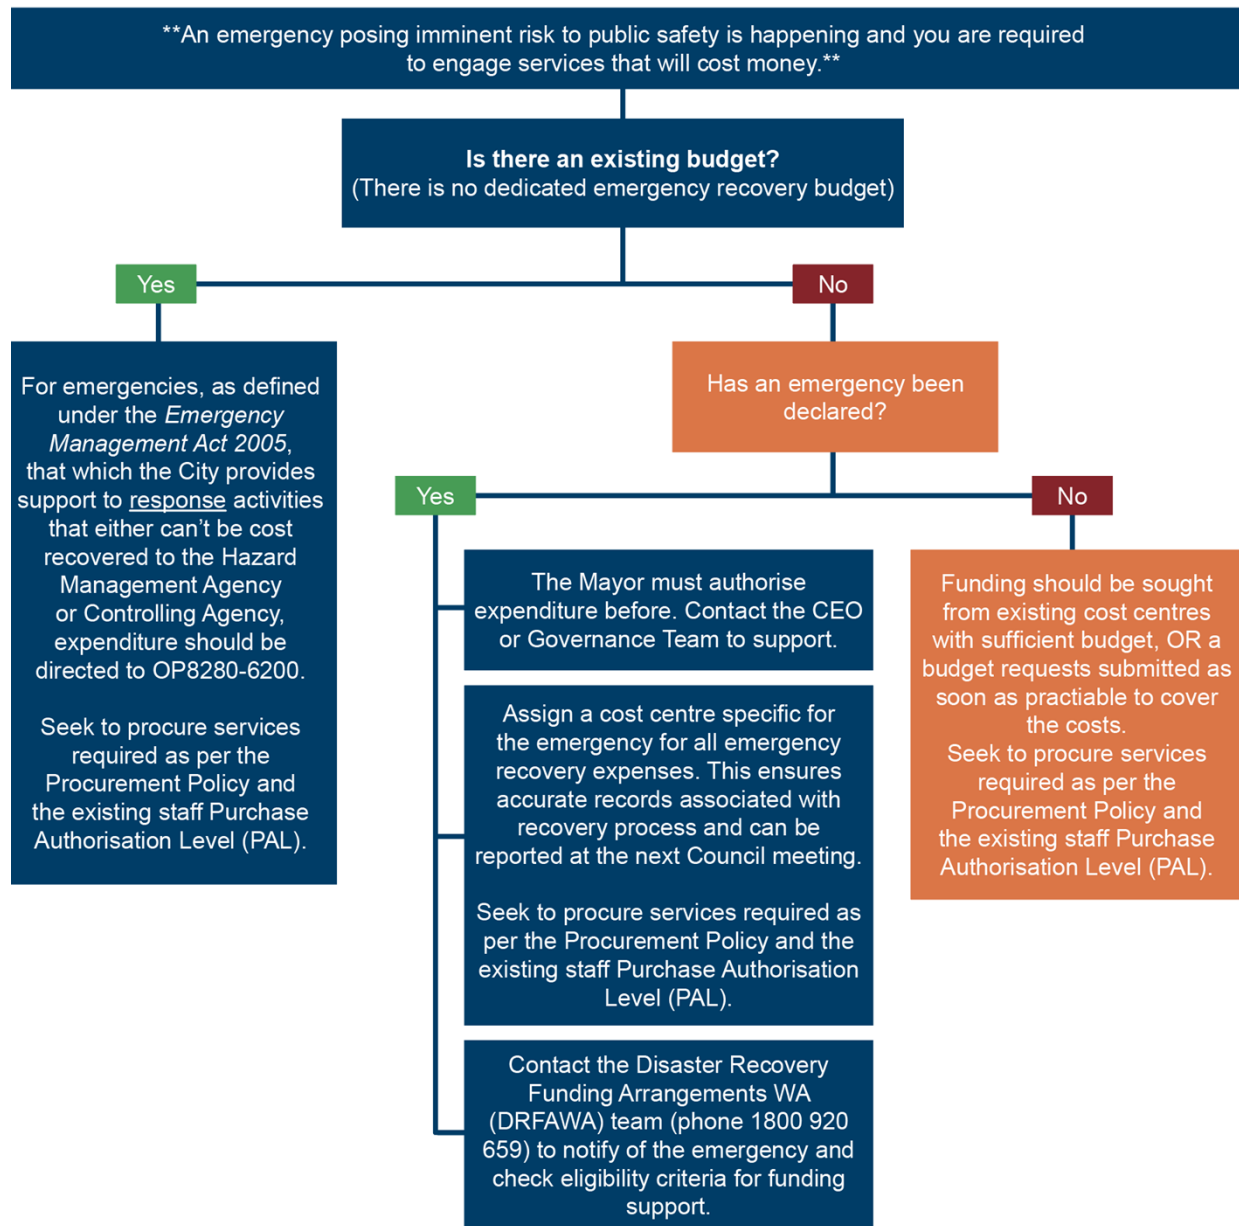 **An emergency posing imminent risk to public safety is happening and you are required
to engage services that will cost money.**
Is there an existing budget?
(There is no dedicated emergency recovery budget)
Yes
No
For emergencies, as defined
under the Emergency
Management Act 2005,
that which the City provides
support to response activities
that either can’t be cost
recovered to the Hazard
Management Agency
or Controlling Agency,
expenditure should be
directed to OP8280-6200.
Seek to procure services
required as per the
Procurement Policy and
the existing staff Purchase
Authorisation Level (PAL).
Has an emergency been
declared?
Yes
No
The Mayor must authorise
expenditure before. Contact the CEO
or Governance Team to support.
Assign a cost centre specific for
the emergency for all emergency
recovery expenses. This ensures
accurate records associated with
recovery process and can be
reported at the next Council meeting.
Seek to procure services required as
per the Procurement Policy and the
existing staff Purchase Authorisation
Level (PAL).
Contact the Disaster Recovery
Funding Arrangements WA
(DRFAWA) team (phone 1800 920
659) to notify of the emergency and
check eligibility criteria for funding
support.
Funding should be sought
from existing cost centres
with sufficient budget, OR a
budget requests submitted as
soon as practiable to cover
the costs.
Seek to procure services
required as per the
Procurement Policy and
the existing staff Purchase
Authorisation Level (PAL).